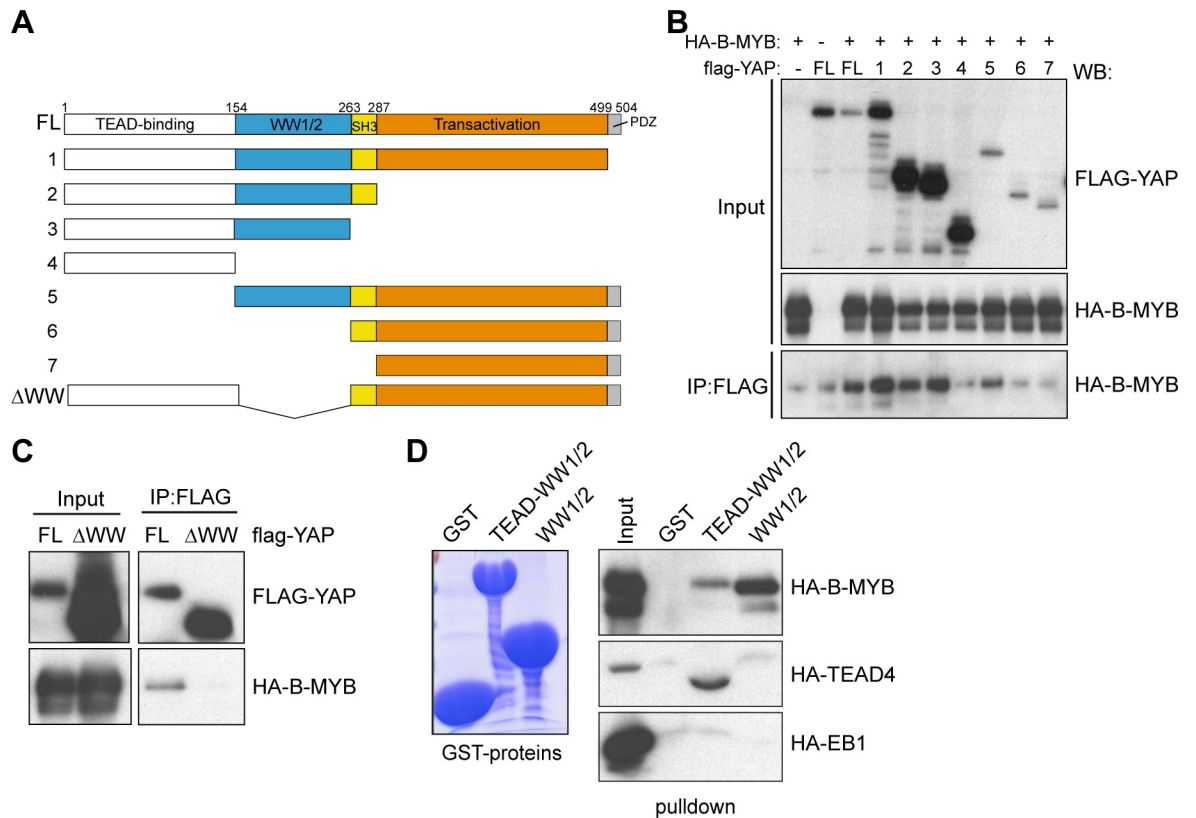 A
1 154 263 287 499 504
FL TEAD-binding WW1/2 SH3 Transactivation PDZ
1
2
3
4
5
6
7
ΔWW
B
HA-B-MYB: + - + + + + + + + +
flag-YAP: - FL FL 1 2 3 4 5 6 7 WB:
Input
FLAG-YAP
HA-B-MYB
IP:FLAG HA-B-MYB
C
Input IP:FLAG
FL ΔWW FL ΔWW flag-YAP
FLAG-YAP
HA-B-MYB
D
GST TEAD-WW1/2 WW1/2
GST-proteins
Input GST TEAD-WW1/2 WW1/2
HA-B-MYB
HA-TEAD4
HA-EB1
pulldown